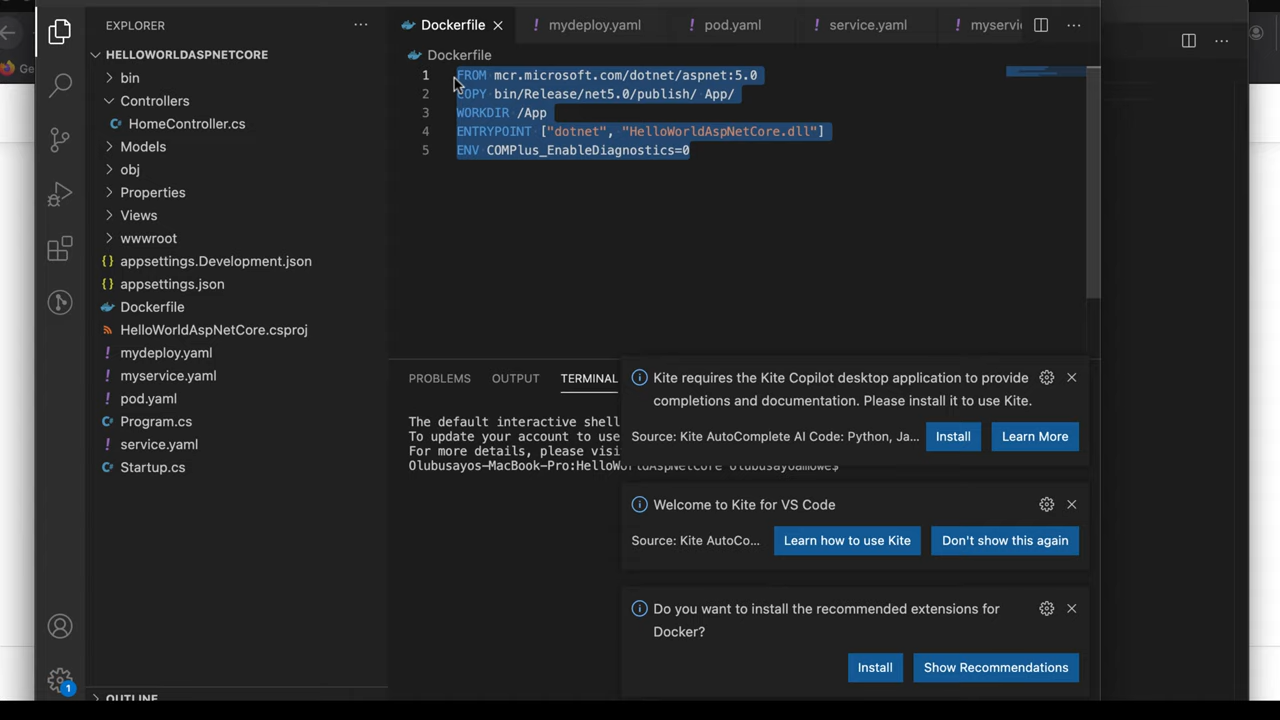 EXPLORER
HELLOWORLDASPNETCORE
bin
Controllers
HomeController.cs
Models
obj
Properties
Views
wwwroot
{} appsettings.Development.json
{} appsettings.json
Dockerfile
HelloWorldAspNetCore.csproj
! mydeploy.yaml
! myservice.yaml
! pod.yaml
Program.cs
! service.yaml
Startup.cs
OUTLINE
1
Dockerfile ! mydeploy.yaml ! pod.yaml ! service.yaml !
Dockerfile
1 FROM mcr.microsoft.com/dotnet/aspnet:5.0
2 COPY bin/Release/net5.0/publish/ App/
3 WORKDIR /App
4 ENTRYPOINT ["dotnet", "HelloWorldAspNetCore.dll"]
5 ENV COMPlus_EnableDiagnostics=0
PROBLEMS OUTPUT TERMINAL
The default interactive shell
To update your account to use
For more details, please visi
Olubusayos-MacBook-Pro:HelloWorldAspNetCore olubusayoamowe$
Kite requires the Kite Copilot desktop application to provide
completions and documentation. Please install it to use Kite.
Source: Kite AutoComplete AI Code: Python, Ja... Install Learn More
Welcome to Kite for VS Code
Source: Kite AutoCo... Learn how to use Kite Don't show this again
Do you want to install the recommended extensions for
Docker?
Install Show Recommendations